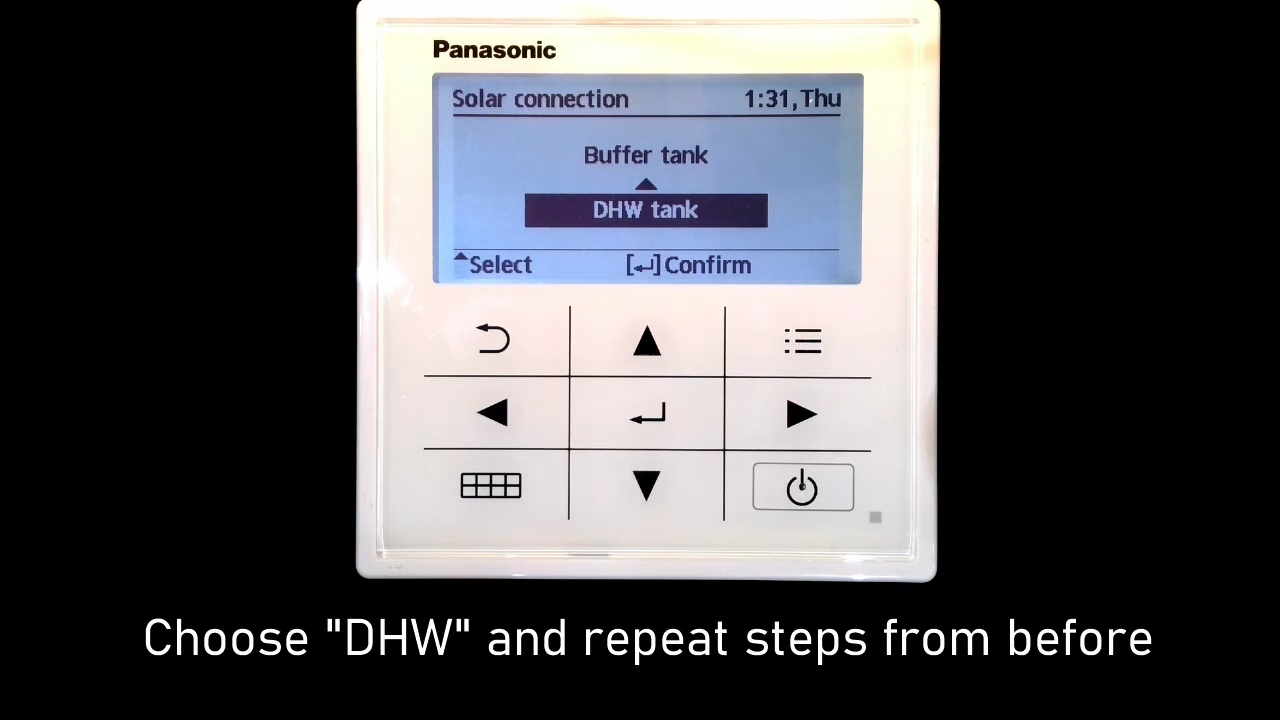 Panasonic
Solar connection 1:31,Thu
Buffer tank
▲
DHW tank
▲Select [↵]Confirm
Choose "DHW" and repeat steps from before